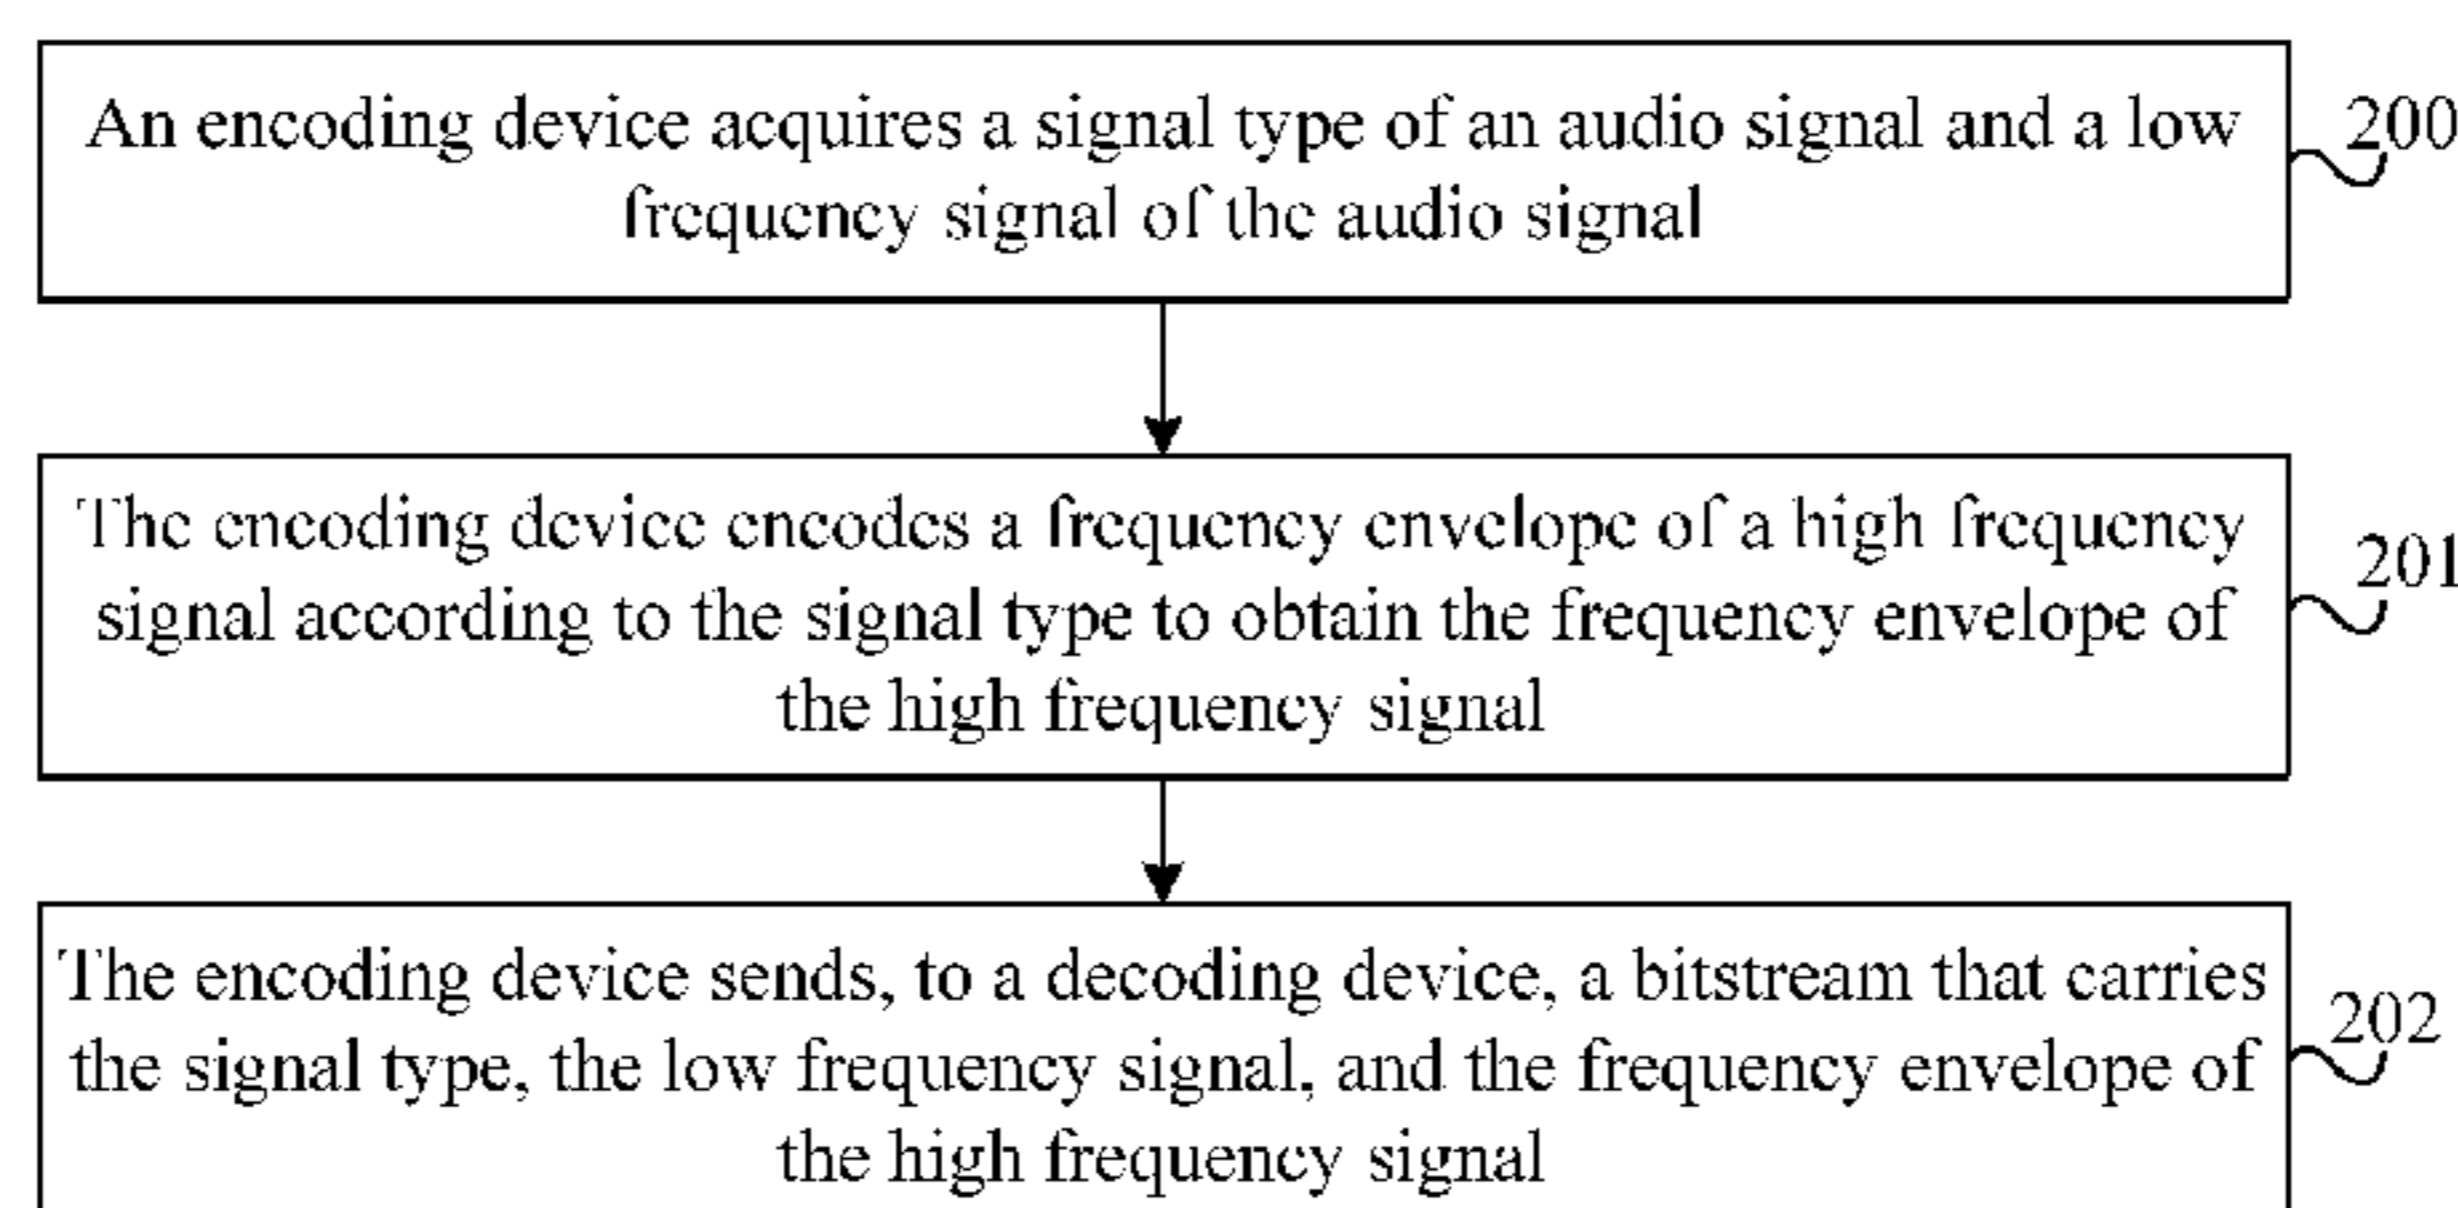 An encoding device acquires a signal type of an audio signal and a low
frequency signal of the audio signal
200
The encoding device encodes a frequency envelope of a high frequency
signal according to the signal type to obtain the frequency envelope of
the high frequency signal
201
The encoding device sends, to a decoding device, a bitstream that carries
the signal type, the low frequency signal, and the frequency envelope of
the high frequency signal
202